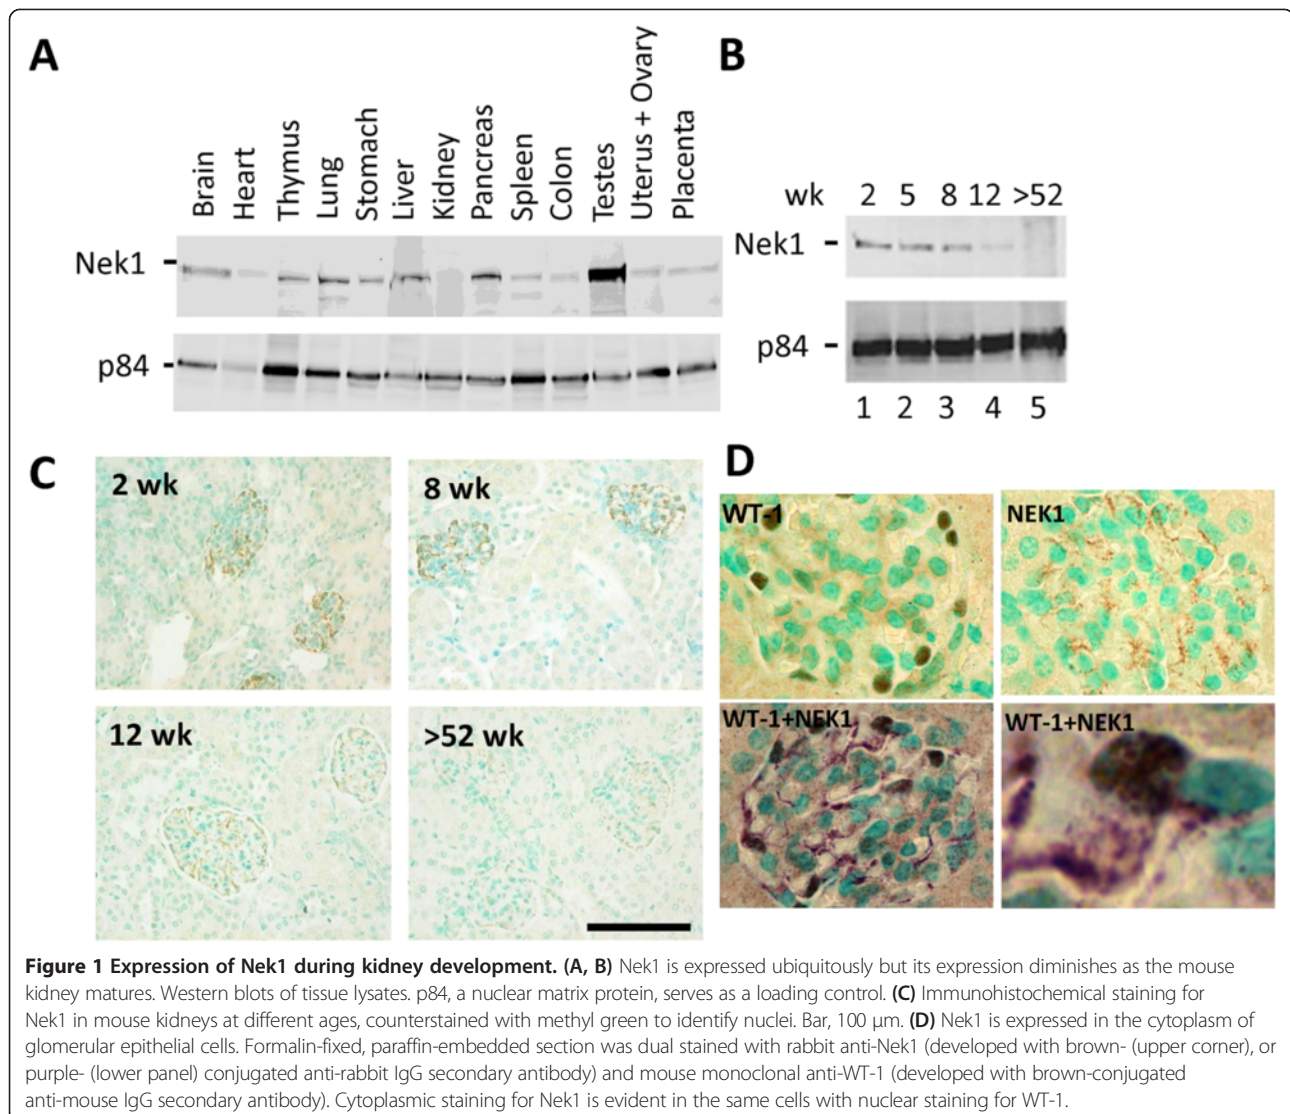 A
Brain
Heart
Thymus
Lung
Stomach
Liver
Kidney
Pancreas
Spleen
Colon
Testes
Uterus + Ovary
Placenta
Nek1
p84
B
wk 2 5 8 12 >52
Nek1
p84
1 2 3 4 5
C
2 wk
8 wk
12 wk
>52 wk
D
WT-1
NEK1
WT-1+NEK1
WT-1+NEK1
Figure 1 Expression of Nek1 during kidney development. (A, B) Nek1 is expressed ubiquitously but its expression diminishes as the mouse
kidney matures. Western blots of tissue lysates. p84, a nuclear matrix protein, serves as a loading control. (C) Immunohistochemical staining for
Nek1 in mouse kidneys at different ages, counterstained with methyl green to identify nuclei. Bar, 100 μm. (D) Nek1 is expressed in the cytoplasm of
glomerular epithelial cells. Formalin-fixed, paraffin-embedded section was dual stained with rabbit anti-Nek1 (developed with brown- (upper corner), or
purple- (lower panel) conjugated anti-rabbit IgG secondary antibody) and mouse monoclonal anti-WT-1 (developed with brown-conjugated
anti-mouse IgG secondary antibody). Cytoplasmic staining for Nek1 is evident in the same cells with nuclear staining for WT-1.